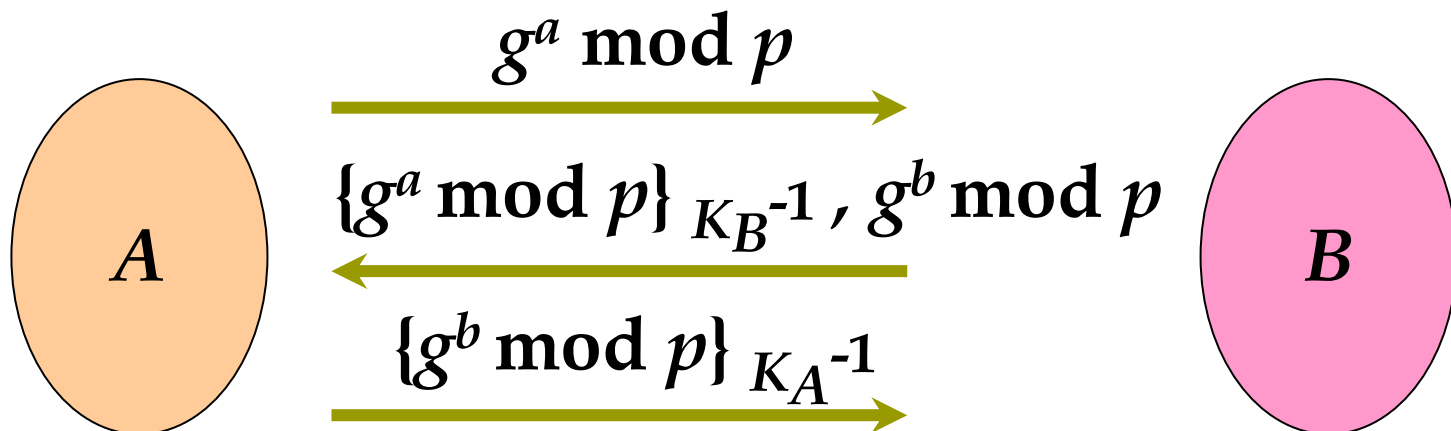 g^a mod p
{g^a mod p} K_B^-1 , g^b mod p
A
B
{g^b mod p} K_A^-1